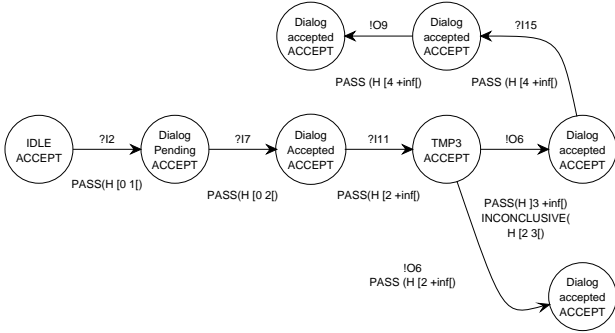 Dialog
accepted
ACCEPT
!O9
PASS (H [4 +inf[)
Dialog
accepted
ACCEPT
?I15
PASS (H [4 +inf[)
IDLE
ACCEPT
?I2
PASS(H [0 1[)
Dialog
Pending
ACCEPT
?I7
PASS(H [0 2[)
Dialog
Accepted
ACCEPT
?I11
PASS(H [2 +inf[)
TMP3
ACCEPT
!O6
Dialog
accepted
ACCEPT
PASS(H ]3 +inf[)
INCONCLUSIVE(
H [2 3[)
!O6
PASS (H [2 +inf[)
Dialog
accepted
ACCEPT